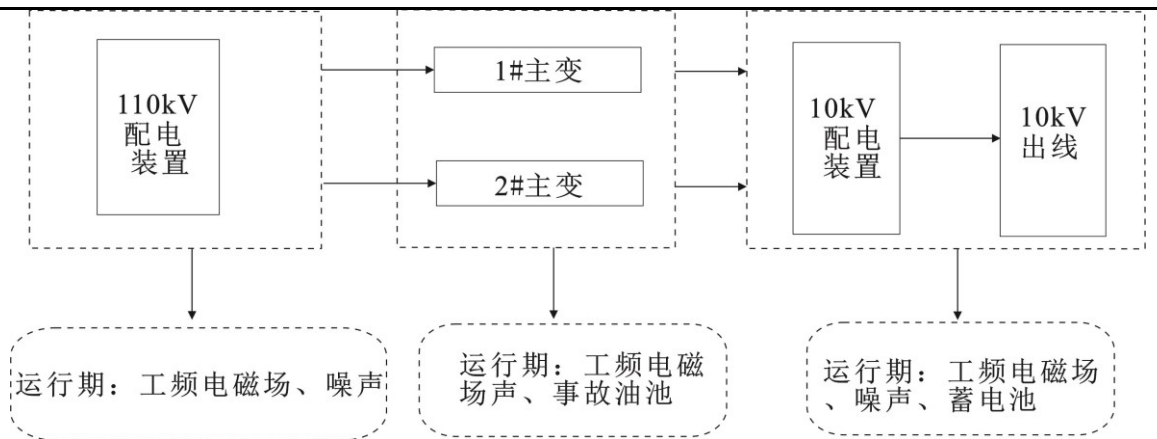 110kV
配电
装置
1#主变
2#主变
10kV
配电
装置
10kV
出线
运行期：工频电磁场、噪声
运行期：工频电磁
场声、事故油池
运行期：工频电磁场
、噪声、蓄电池